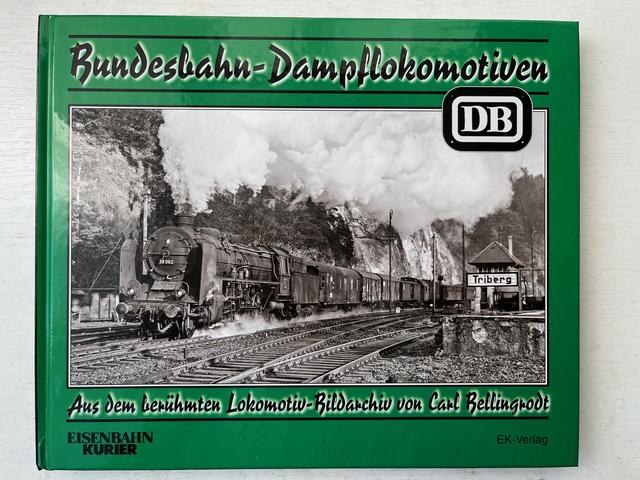 Bundesbahn-Dampflokomotiven
DB
39 062
Triberg
Aus dem berühmten Lokomotiv-Bildarchiv von Carl Bellingrodt
EISENBAHN
KURIER
EK-Verlag